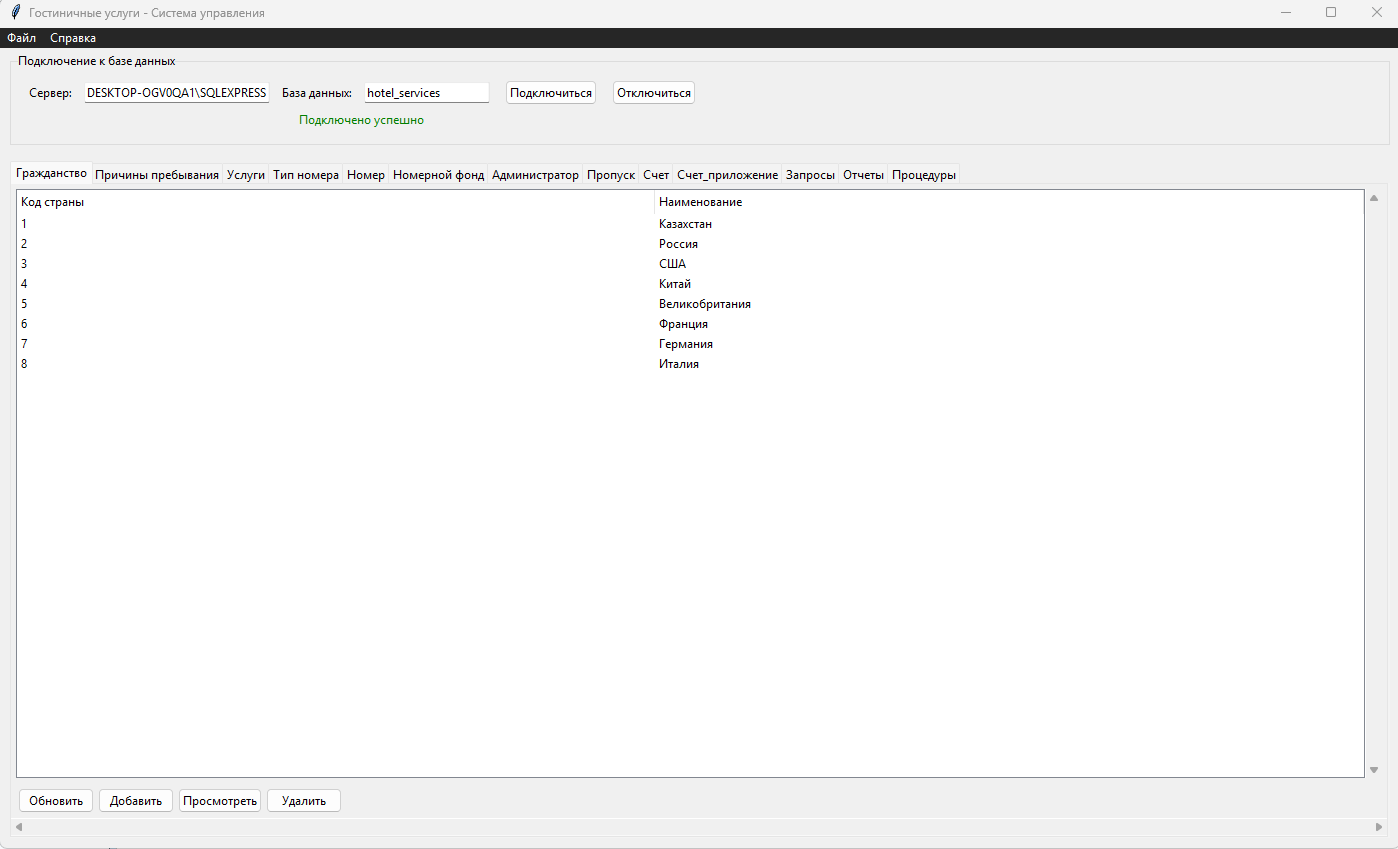 Гостиничные услуги - Система управления
Файл Справка
Подключение к базе данных
Сервер: DESKTOP-OGV0QA1\SQLEXPRESS База данных: hotel_services Подключиться Отключиться
Подключено успешно
Гражданство Причины пребывания Услуги Тип номера Номер Номерной фонд Администратор Пропуск Счет Счет_приложение Запросы Отчеты Процедуры
Код страны Наименование
1 Казахстан
2 Россия
3 США
4 Китай
5 Великобритания
6 Франция
7 Германия
8 Италия
Обновить Добавить Просмотреть Удалить